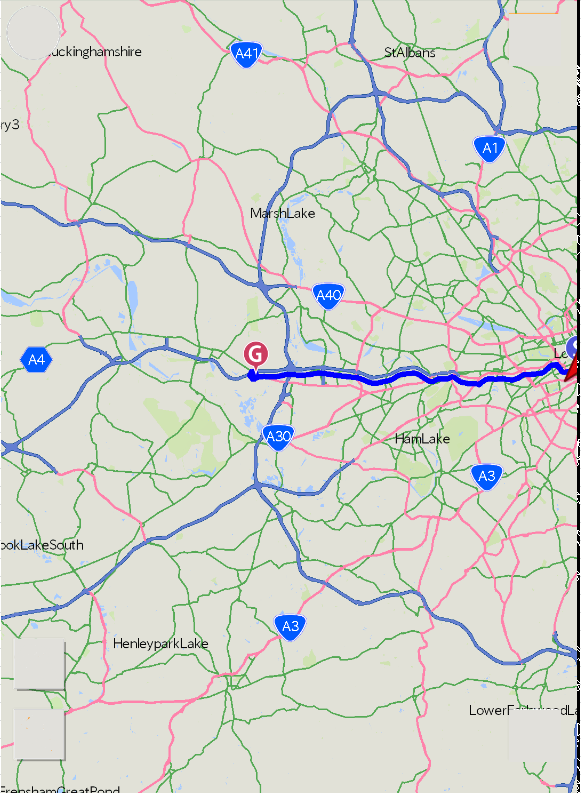 uckinghamshire
A41
StAlbans
ry3
A1
MarshLake
A40
A4
G
Lo
A30
HamLake
A3
ookLakeSouth
A3
HenleyparkLake
FrenshamGreatPond